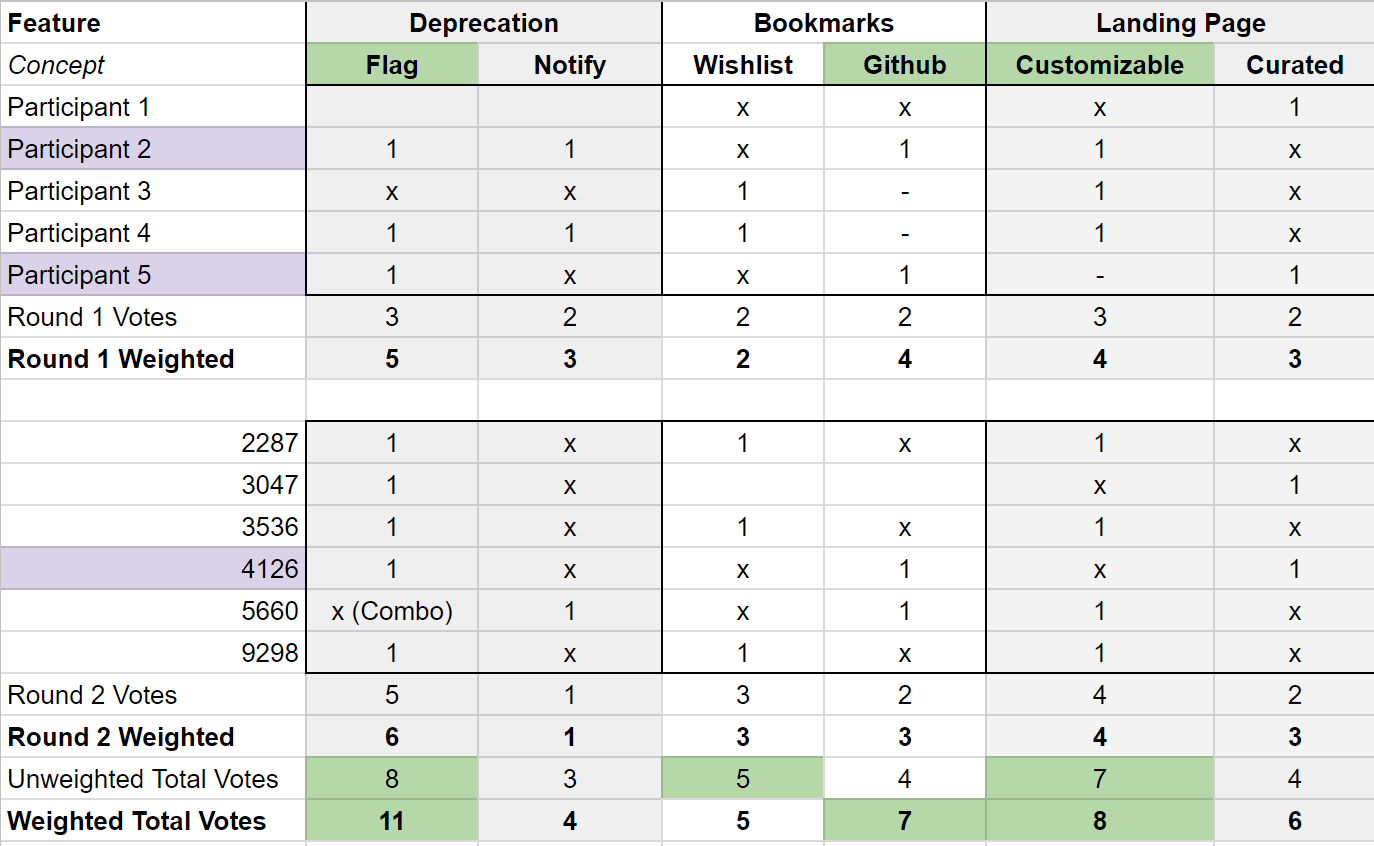 Feature Deprecation Bookmarks Landing Page
Concept Flag Notify Wishlist Github Customizable Curated
Participant 1 x x x 1
Participant 2 1 1 x 1 1 x
Participant 3 x x 1 - 1 x
Participant 4 1 1 1 - 1 x
Participant 5 1 x x 1 - 1
Round 1 Votes 3 2 2 2 3 2
Round 1 Weighted 5 3 2 4 4 3
2287 1 x 1 x 1 x
3047 1 x x 1
3536 1 x 1 x 1 x
4126 1 x x 1 x 1
5660 x (Combo) 1 x 1 1 x
9298 1 x 1 x 1 x
Round 2 Votes 5 1 3 2 4 2
Round 2 Weighted 6 1 3 3 4 3
Unweighted Total Votes 8 3 5 4 7 4
Weighted Total Votes 11 4 5 7 8 6